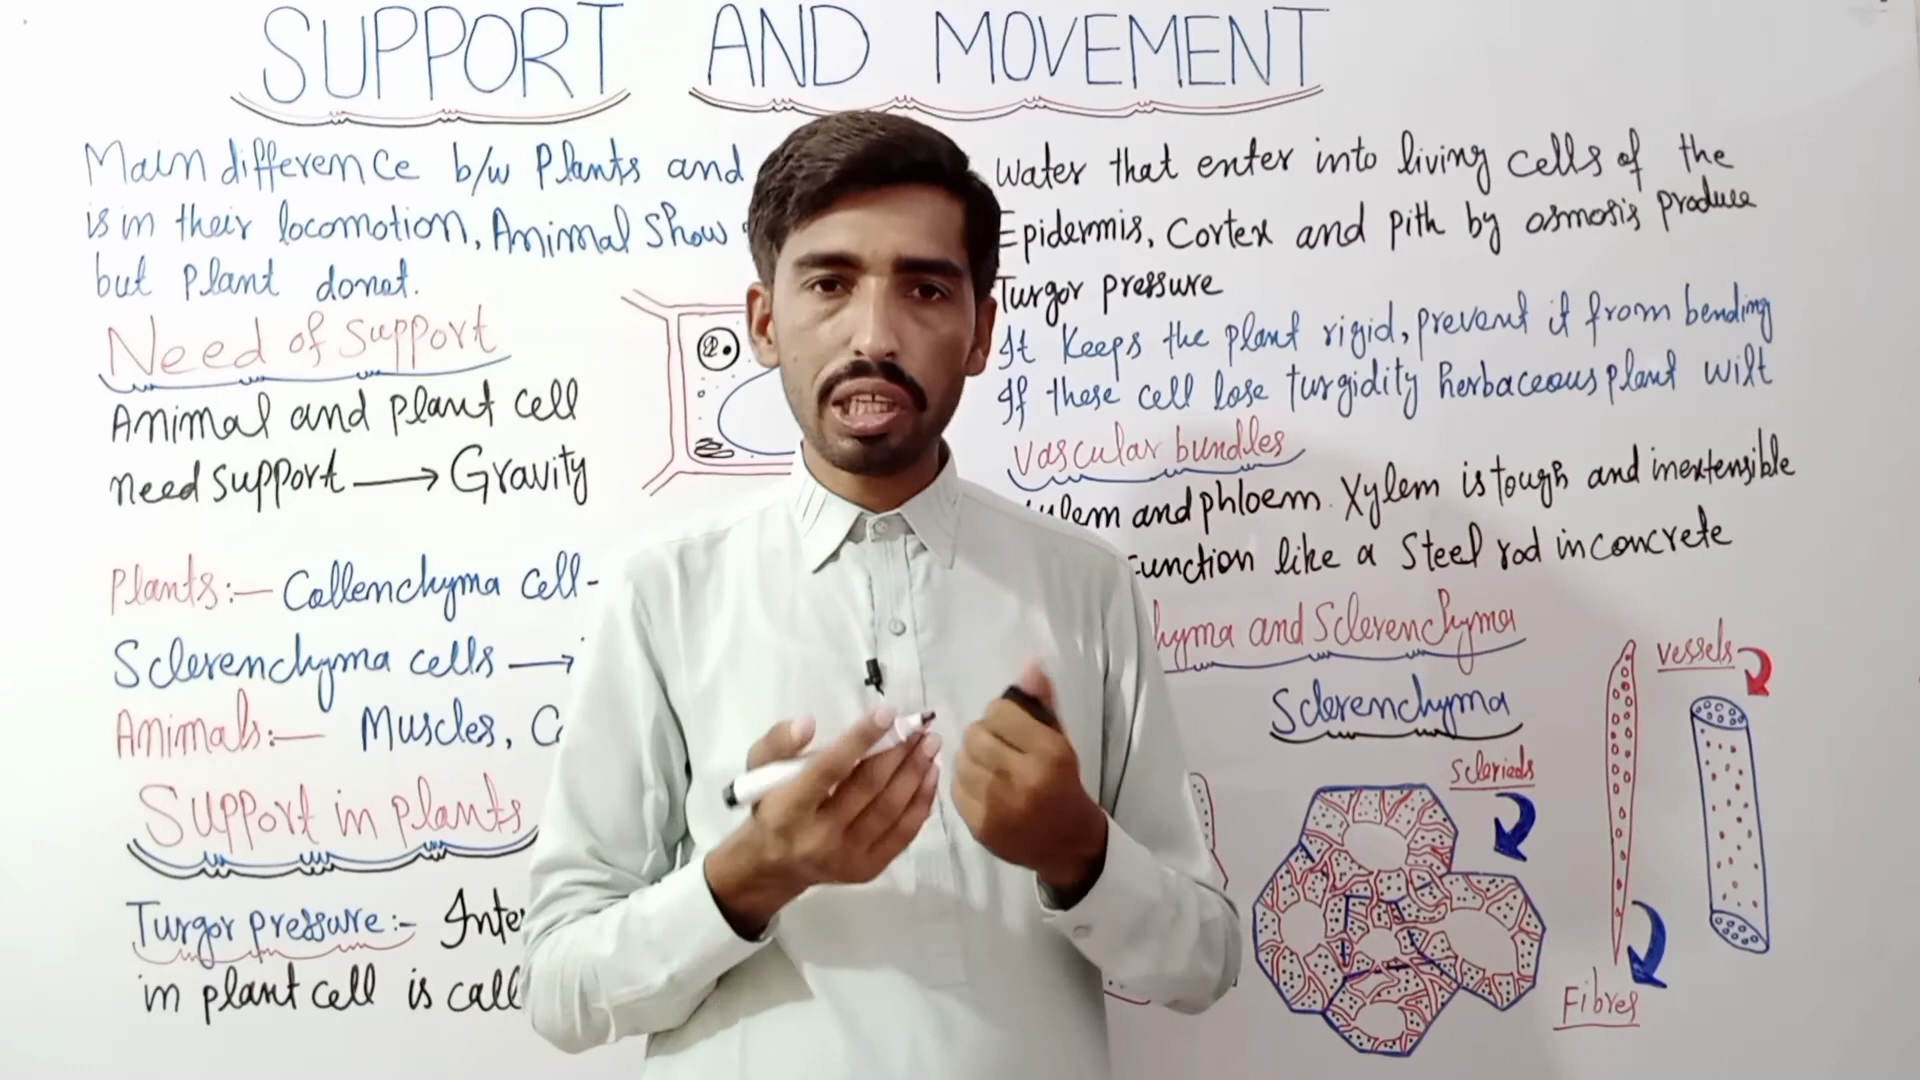 SUPPORT AND MOVEMENT
Main difference b/w Plants and
is in their locomotion, Animal Show
but Plant donot.
Need of support
Animal and plant cell
need support → Gravity
Plants:- Collenchyma cell-
Sclerenchyma cells →
Animals:- Muscles,
Support in plants
Turgor pressure:-
in plant cell is
Water that enter into living cells of the
Epidermis, Cortex and pith by osmosis produce
Turgor pressure
It Keeps the plant rigid, prevent it from bending
If these cell lose turgidity herbaceous plant wilt
Vascular bundles
and phloem. Xylem is tough and inextensible
Function like a Steel rod in concrete
and Sclerenchyma
Sclerenchyma
Sclerieds
vessels
Fibres